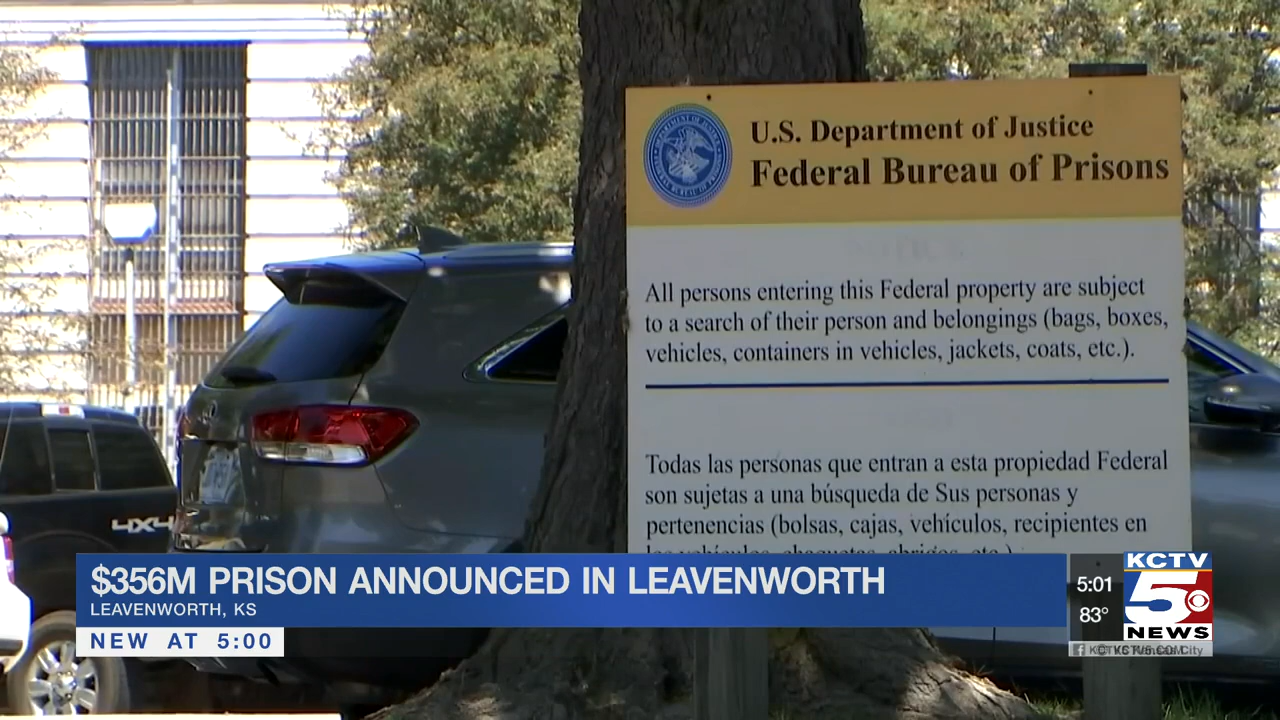 U.S. Department of Justice
Federal Bureau of Prisons
All persons entering this Federal property are subject
to a search of their person and belongings (bags, boxes,
vehicles, containers in vehicles, jackets, coats, etc.).
Todas las personas que entran a esta propiedad Federal
son sujetas a una búsqueda de Sus personas y
pertenencias (bolsas, cajas, vehículos, recipientes en
4X4
$356M PRISON ANNOUNCED IN LEAVENWORTH
LEAVENWORTH, KS
NEW AT 5:00
5:01
83°
KCTV
5
NEWS